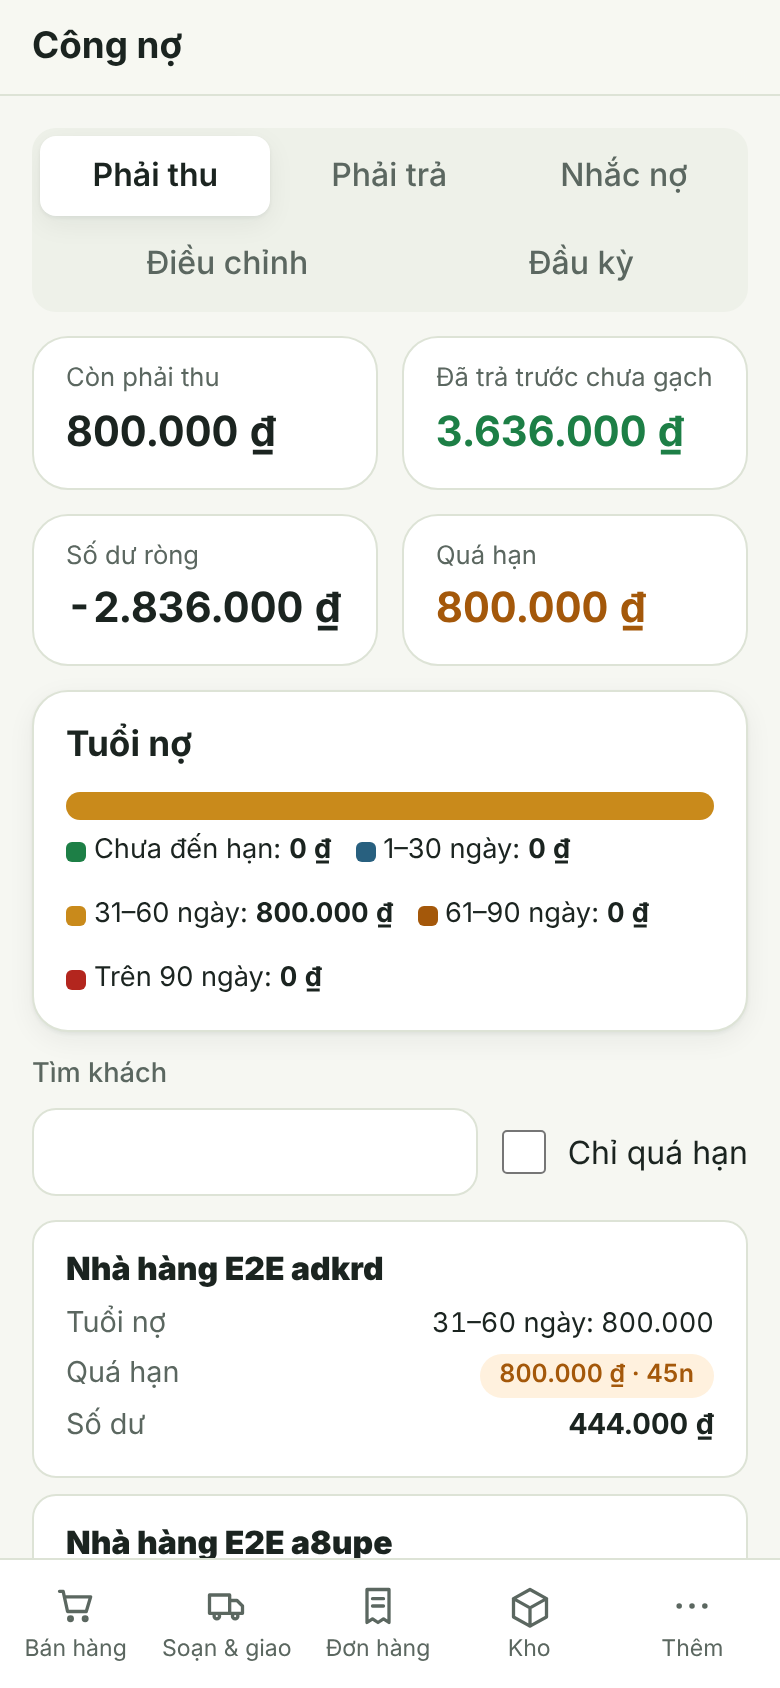 Công nợ
Phải thu
Phải trả
Nhắc nợ
Điều chỉnh
Đầu kỳ
Còn phải thu
800.000 ₫
Đã trả trước chưa gạch
3.636.000 ₫
Số dư ròng
-2.836.000 ₫
Quá hạn
800.000 ₫
Tuổi nợ
Chưa đến hạn: 0 ₫ 1–30 ngày: 0 ₫
31–60 ngày: 800.000 ₫ 61–90 ngày: 0 ₫
Trên 90 ngày: 0 ₫
Tìm khách
Chỉ quá hạn
Nhà hàng E2E adkrd
Tuổi nợ 31–60 ngày: 800.000
Quá hạn 800.000 ₫ · 45n
Số dư 444.000 ₫
Nhà hàng E2E a8upe
Bán hàng
Soạn & giao
Đơn hàng
Kho
Thêm